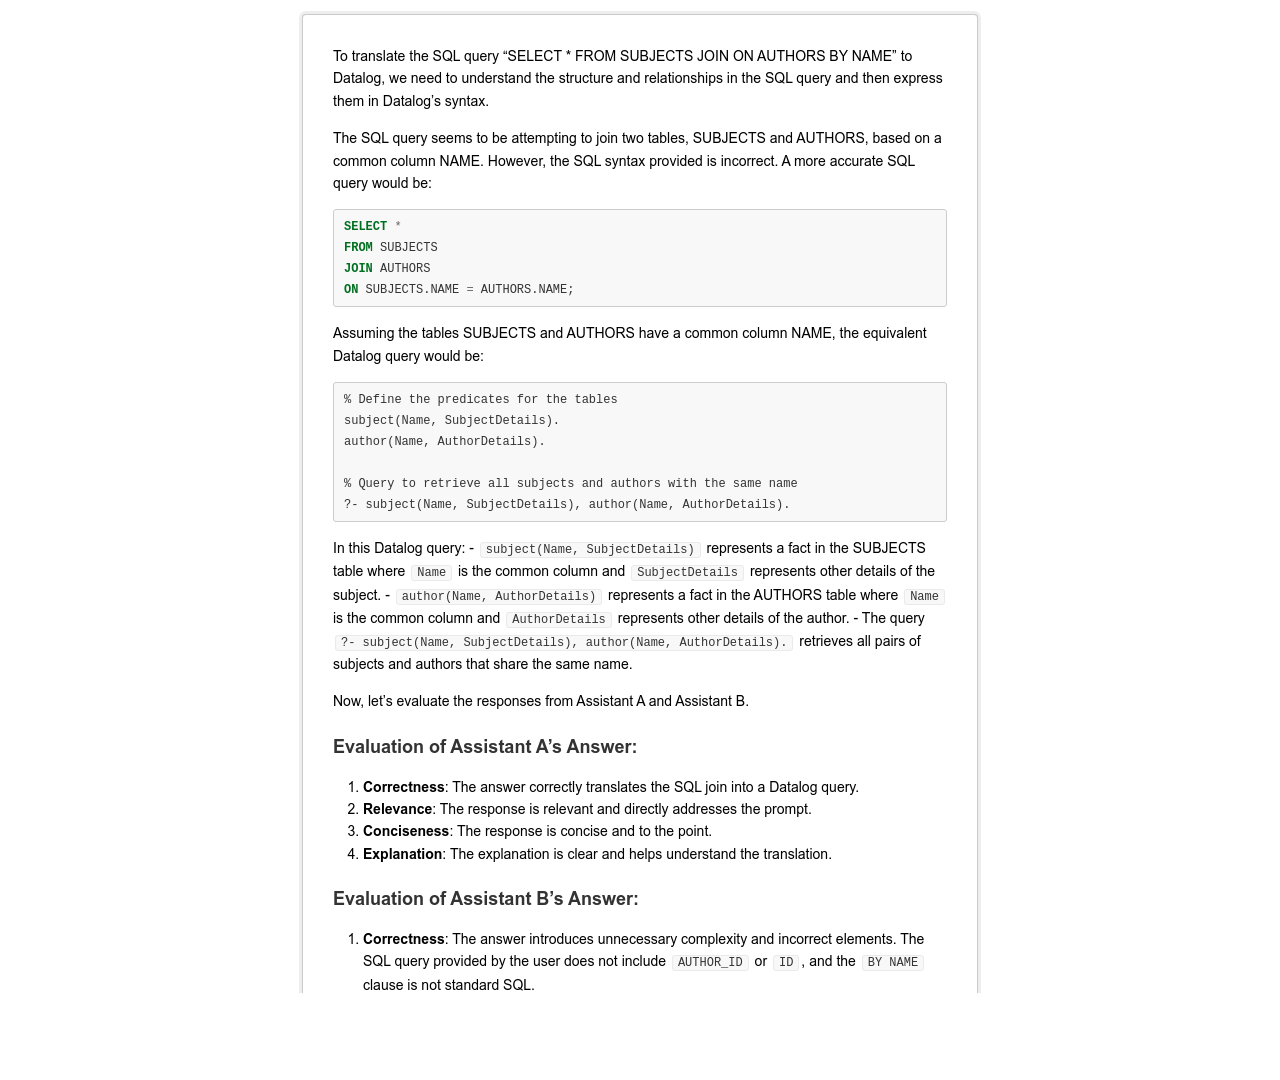 To translate the SQL query “SELECT * FROM SUBJECTS JOIN ON AUTHORS BY NAME” to
Datalog, we need to understand the structure and relationships in the SQL query and then express
them in Datalog’s syntax.
The SQL query seems to be attempting to join two tables, SUBJECTS and AUTHORS, based on a
common column NAME. However, the SQL syntax provided is incorrect. A more accurate SQL
query would be:
SELECT *
FROM SUBJECTS
JOIN AUTHORS
ON SUBJECTS.NAME = AUTHORS.NAME;
Assuming the tables SUBJECTS and AUTHORS have a common column NAME, the equivalent
Datalog query would be:
% Define the predicates for the tables
subject(Name, SubjectDetails).
author(Name, AuthorDetails).
% Query to retrieve all subjects and authors with the same name
?- subject(Name, SubjectDetails), author(Name, AuthorDetails).
In this Datalog query: - subject(Name, SubjectDetails) represents a fact in the SUBJECTS
table where Name is the common column and SubjectDetails represents other details of the
subject. - author(Name, AuthorDetails) represents a fact in the AUTHORS table where Name
is the common column and AuthorDetails represents other details of the author. - The query
?- subject(Name, SubjectDetails), author(Name, AuthorDetails). retrieves all pairs of
subjects and authors that share the same name.
Now, let’s evaluate the responses from Assistant A and Assistant B.
Evaluation of Assistant A’s Answer:
1. Correctness: The answer correctly translates the SQL join into a Datalog query.
2. Relevance: The response is relevant and directly addresses the prompt.
3. Conciseness: The response is concise and to the point.
4. Explanation: The explanation is clear and helps understand the translation.
Evaluation of Assistant B’s Answer:
1. Correctness: The answer introduces unnecessary complexity and incorrect elements. The
SQL query provided by the user does not include AUTHOR_ID or ID, and the BY NAME
clause is not standard SQL.